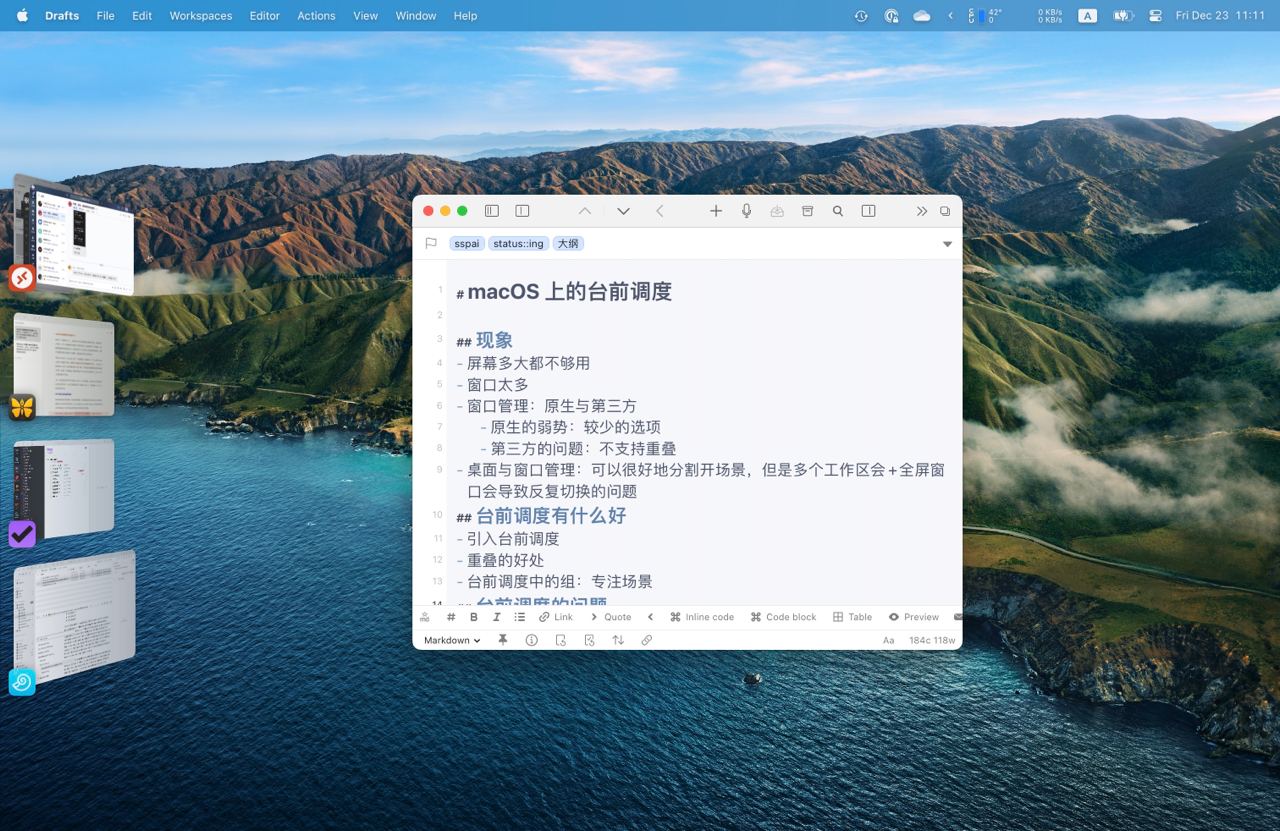 Drafts File Edit Workspaces Editor Actions View Window Help 42° 0 KB/s 0 KB/s A Fri Dec 23 11:11
sspai status::ing 大纲
1 # macOS 上的台前调度
2
3 ## 现象
4 - 屏幕多大都不够用
5 - 窗口太多
6 - 窗口管理：原生与第三方
7 - 原生的弱势：较少的选项
8 - 第三方的问题：不支持重叠
9 - 桌面与窗口管理：可以很好地分割开场景，但是多个工作区会+全屏窗
口会导致反复切换的问题
10 ## 台前调度有什么好
11 - 引入台前调度
12 - 重叠的好处
13 - 台前调度中的组：专注场景
14 ## 台前调度的问题
# B I Link Quote Inline code Code block Table Preview
Markdown Aa 184c 118w